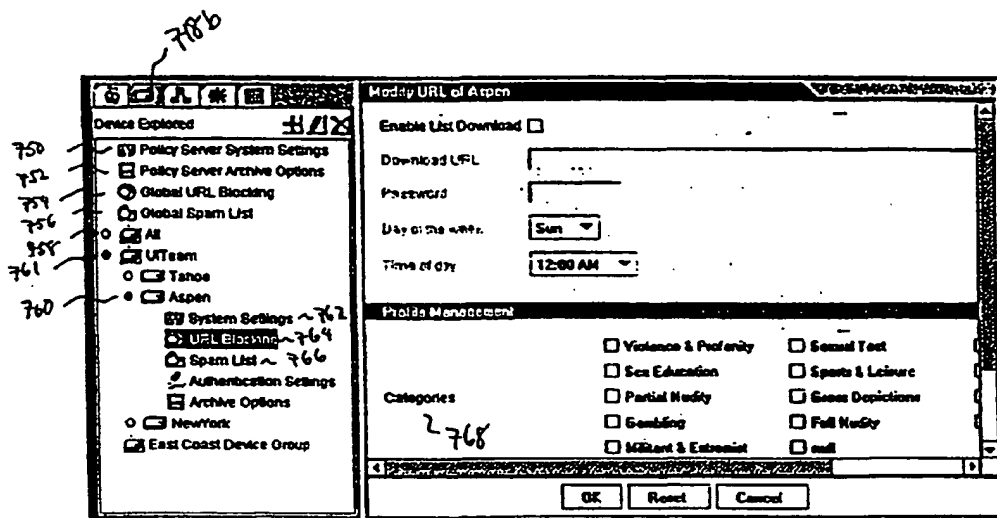 718b
Modify URL of Aspen
Device Explored
Enable List Download
750 Policy Server System Settings
752 Policy Server Archive Options
Download URL
754 Global URL Blocking
Password
756 Global Spam List
958 All
Day of the week
Sun
761 UITeam
Time of day
12:00 AM
Tahoe
760 Aspen
System Settings ~762
Profile Management
URL Blocking ~764
Violence & Profanity
Sexual Text
Spam List ~ 766
Sex Education
Sports & Leisure
Authentication Settings
Categories
Partial Nudity
Gross Depictions
Archive Options
768
Gambling
Full Nudity
NewYork
Militant & Extremist
null
East Coast Device Group
OK
Reset
Cancel